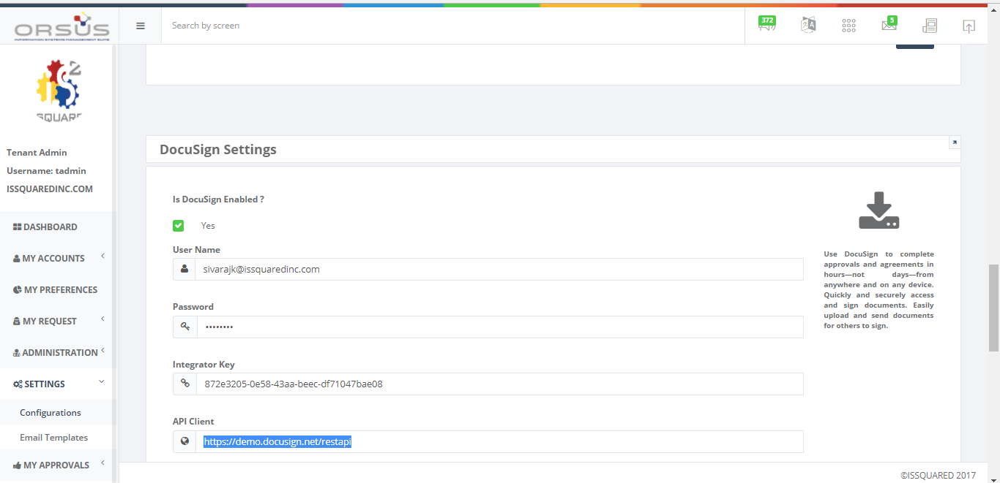 ORSUS
INFORMATION SYSTEMS MANAGEMENT SUITE
Search by screen
372
A
5
2
iS
SQUARE
Tenant Admin
Username: tadmin
ISSQUAREDINC.COM
DASHBOARD
MY ACCOUNTS
MY PREFERENCES
MY REQUEST
ADMINISTRATION
SETTINGS
Configurations
Email Templates
MY APPROVALS
DocuSign Settings
Is DocuSign Enabled ?
Yes
User Name
sivarajk@issquaredinc.com
Password
••••••••
Integrator Key
872e3205-0e58-43aa-beec-df71047bae08
API Client
https://demo.docusign.net/restapi
Use DocuSign to complete
approvals and agreements in
hours—not days—from
anywhere and on any device.
Quickly and securely access
and sign documents. Easily
upload and send documents
for others to sign.
©ISSQUARED 2017